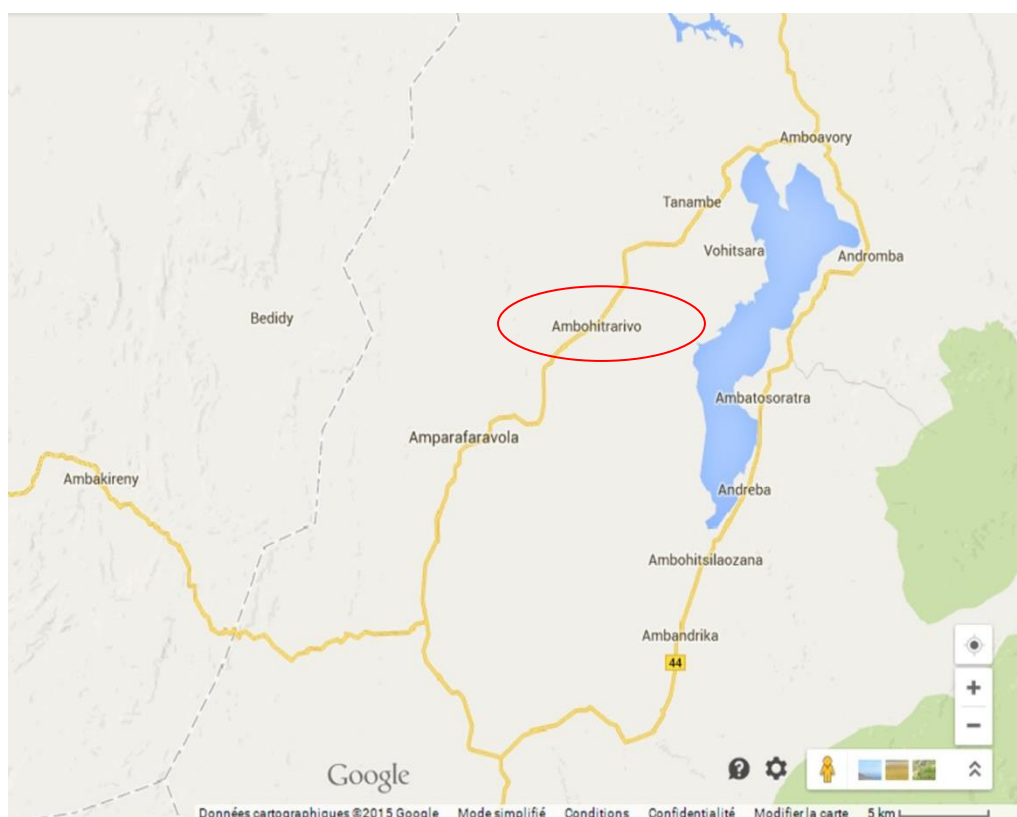 Amboavory
Tanambe
Vohitsara
Andromba
Bedidy
Ambohitrarivo
Ambatosoratra
Amparafaravola
Ambakireny
Andreba
Ambohitsilaozana
Ambandrika
44
Google
Données cartographiques ©2015 Google Mode simplifié Conditions Confidentialité Modifier la carte 5 km